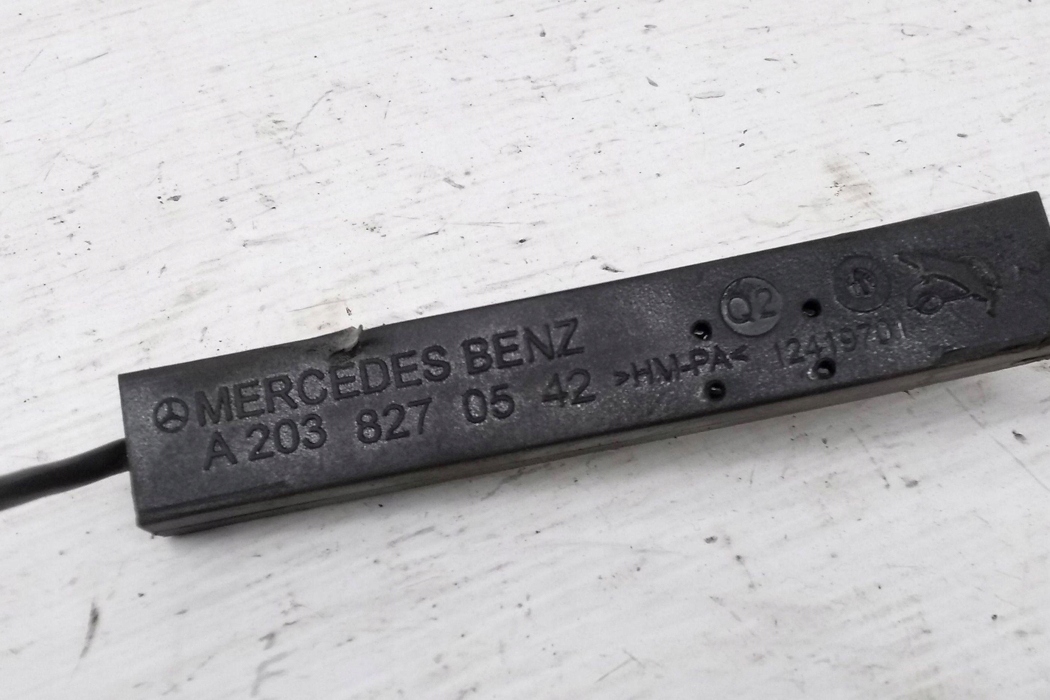 MERCEDES BENZ
A 203 827 05 42
>HM-PA<
12419701
Q2